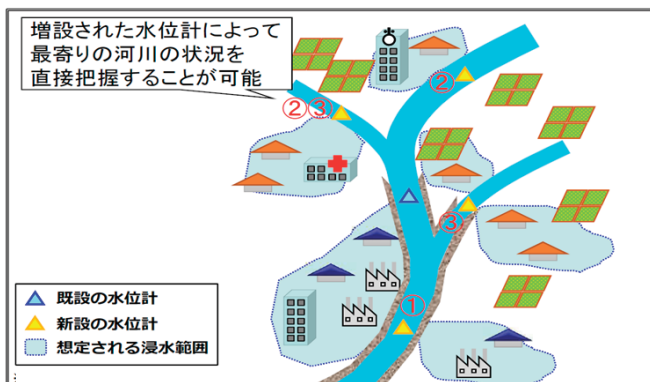 増設された水位計によって
最寄りの河川の状況を
直接把握することが可能
②
②③
③
①
既設の水位計
新設の水位計
想定される浸水範囲